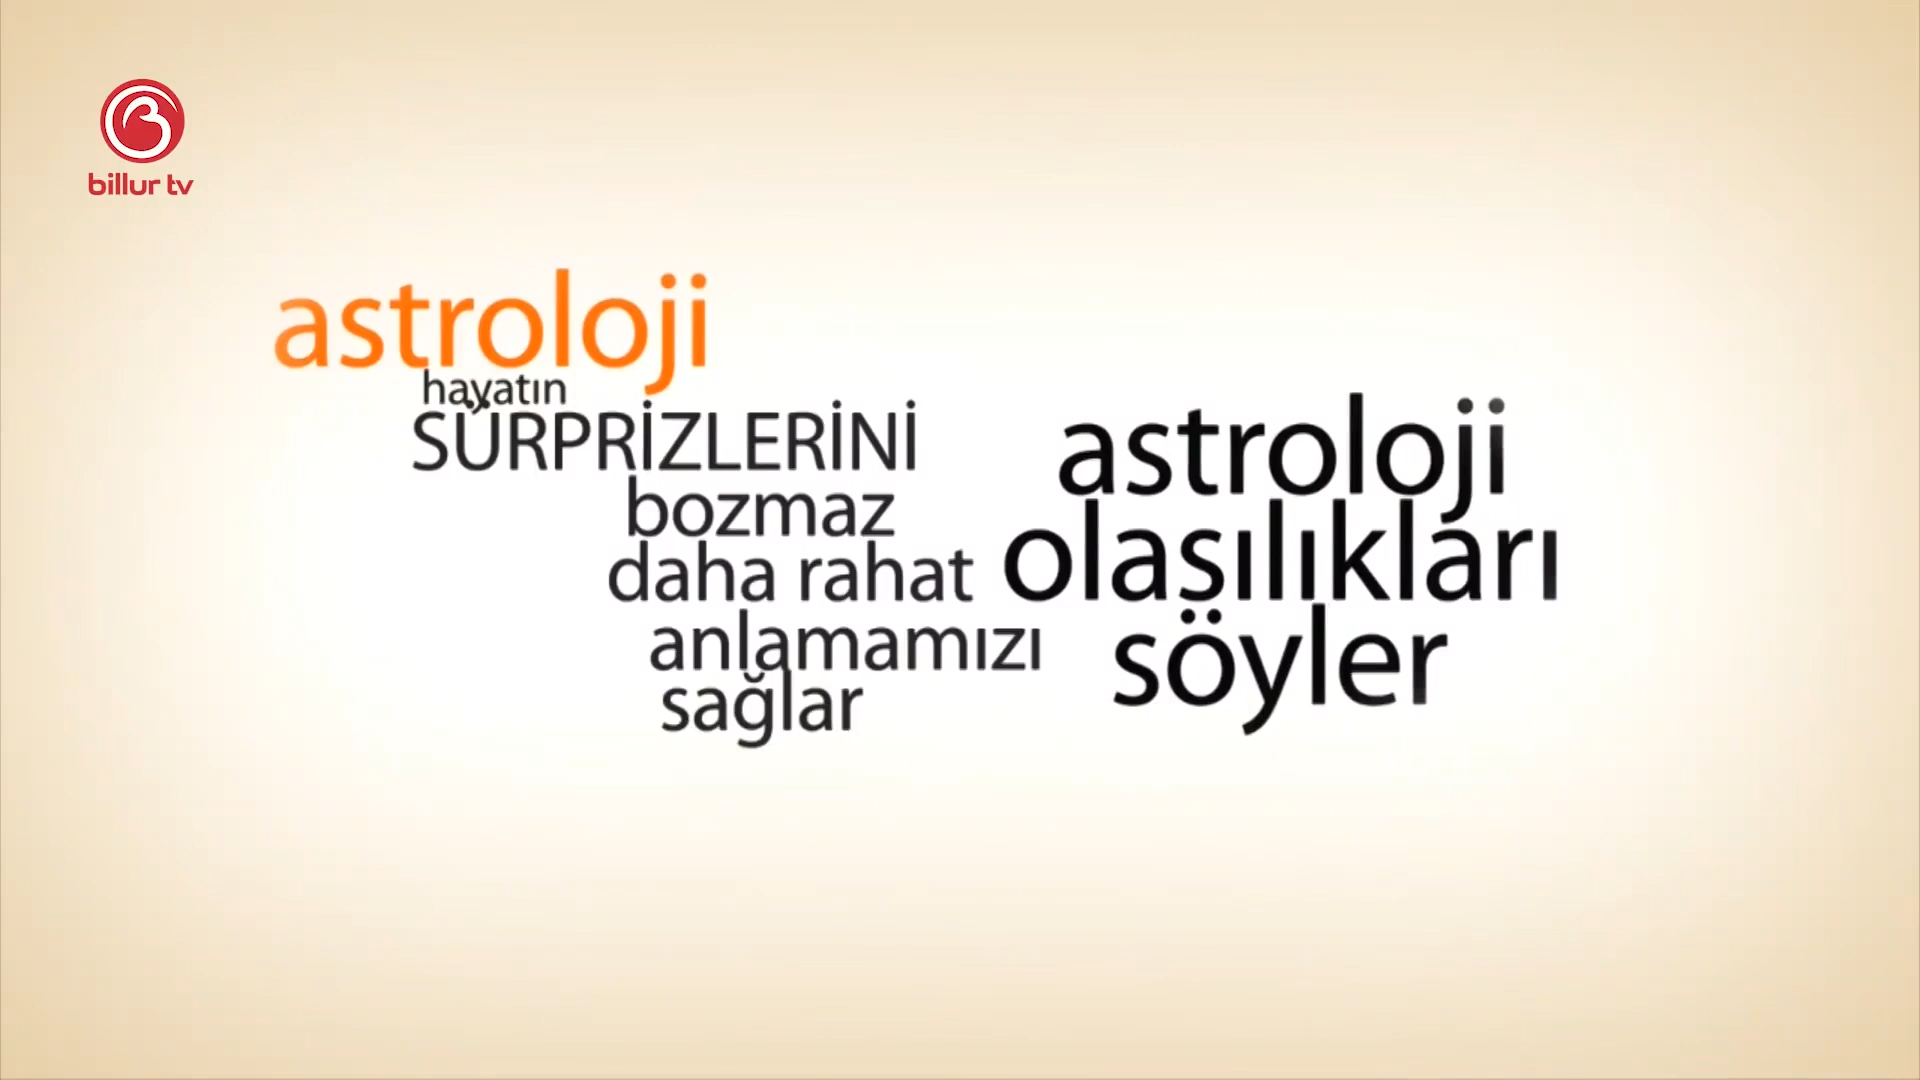 billur tv
astroloji
hayatın
SÜRPRİZLERİNİ
bozmaz
daha rahat
anlamamızı
sağlar
astroloji
olasılıkları
söyler